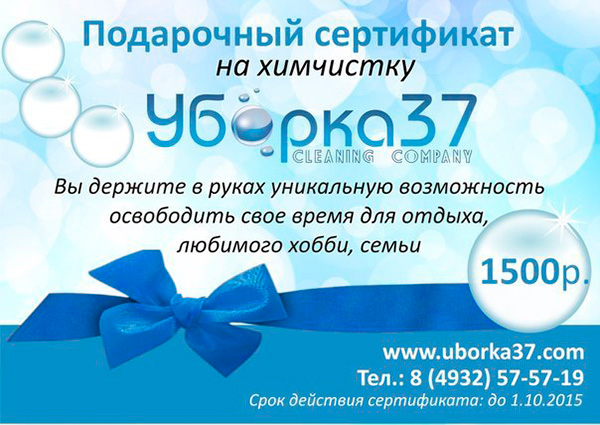 Подарочный сертификат
на химчистку
Уборка37
CLEANING COMPANY
Вы держите в руках уникальную возможность
освободить свое время для отдыха,
любимого хобби, семьи
1500р.
www.uborka37.com
Тел.: 8 (4932) 57-57-19
Срок действия сертификата: до 1.10.2015